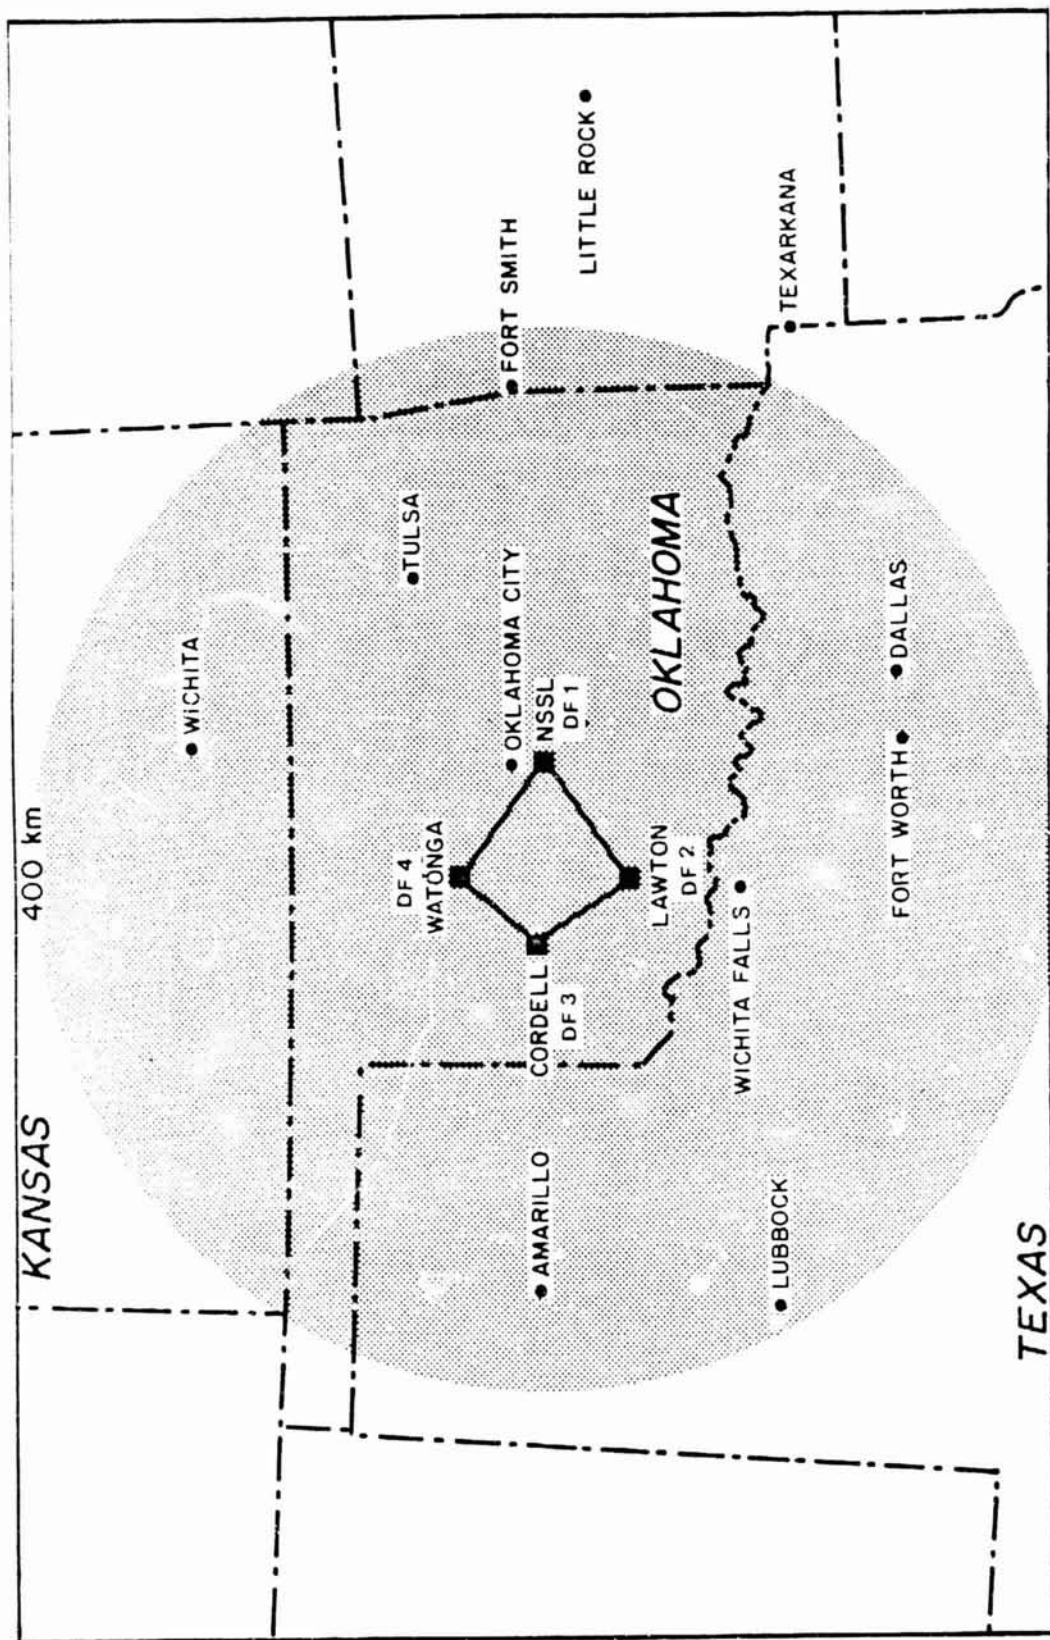 KANSAS
400 km
WiCHITA
TULSA
DF 4
WATONGA
OKLAHOMA CITY
NSSL
DF 1
FORT SMITH
LITTLE ROCK
AMARILLO
CORDELL
DF 3
LAWTON
DF 2
OKLAHOMA
WICHITA FALLS
LUBBOCK
TEXARKANA
FORT WORTH
DALLAS
TEXAS